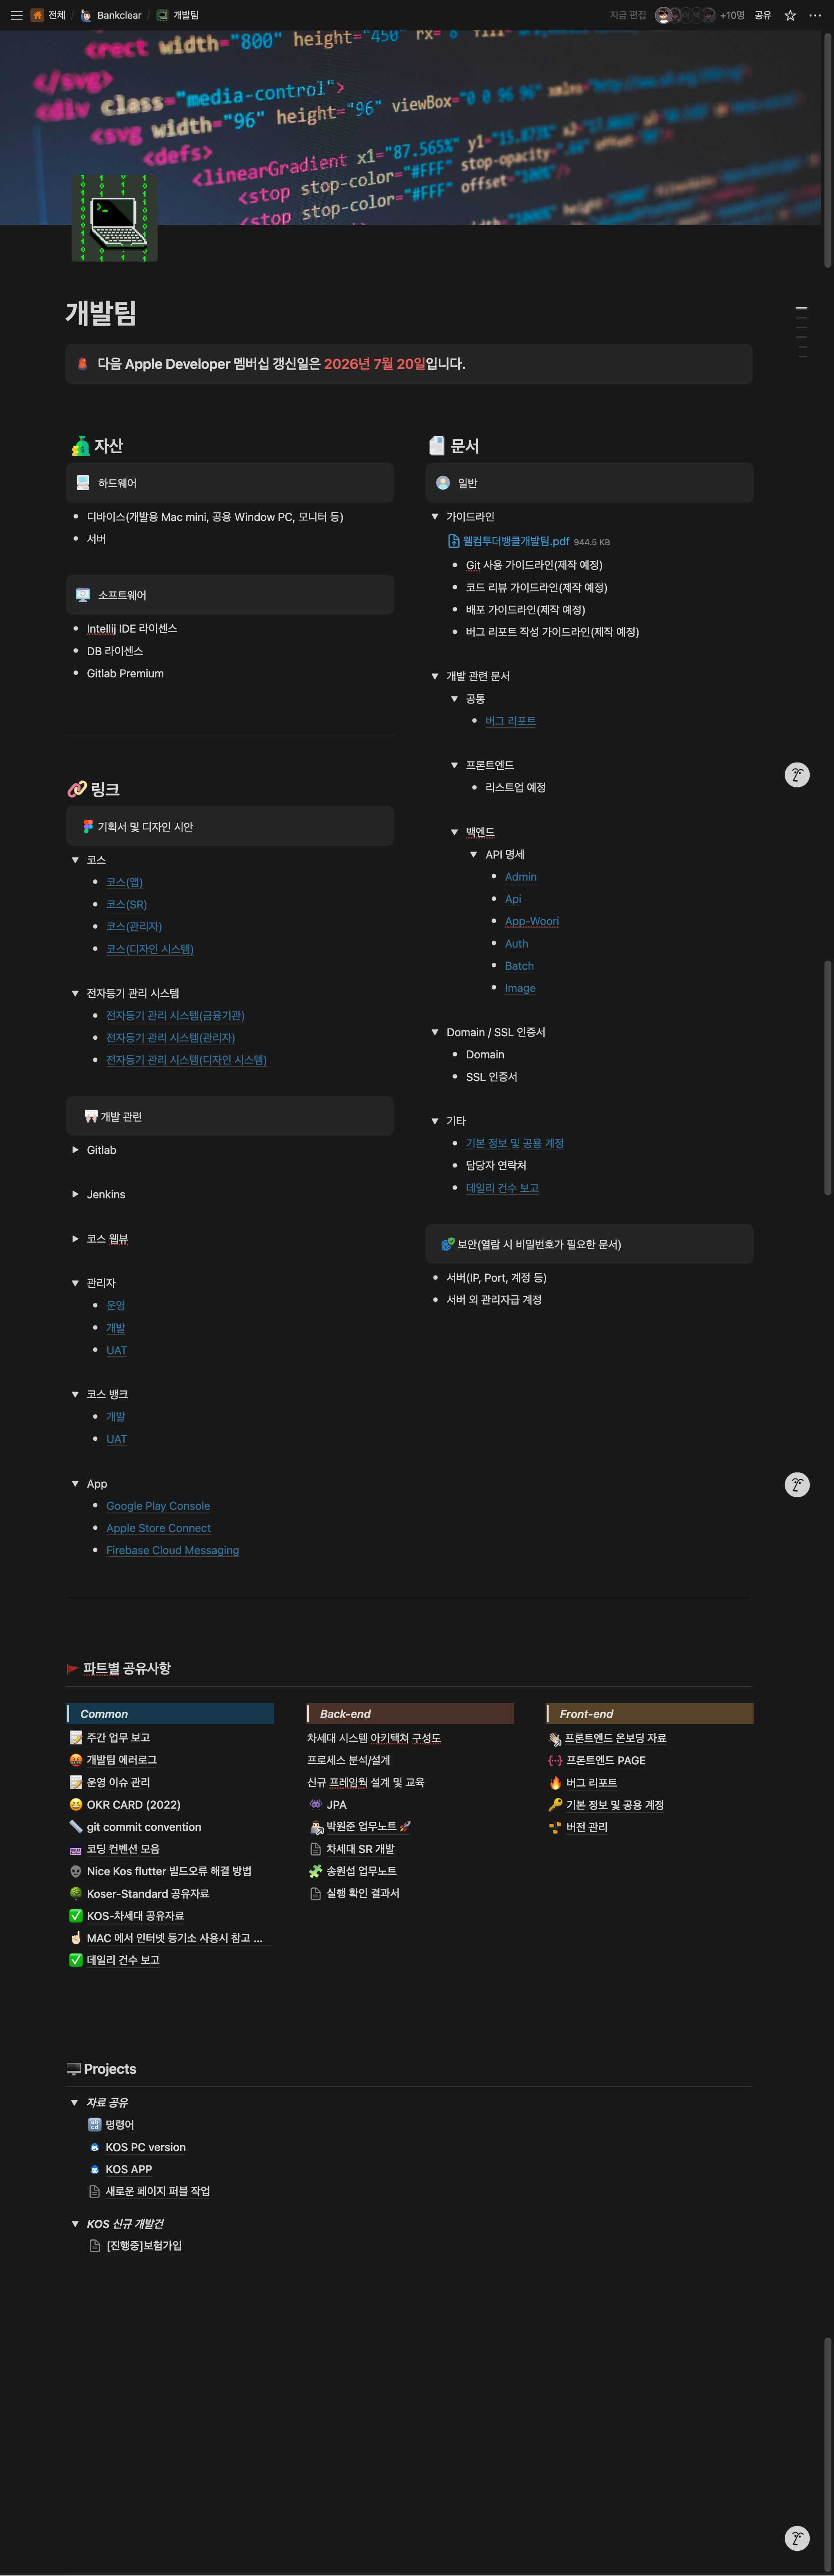 전체 / Bankclear / 개발팀
지금 편집 +10명 공유
<rect width="800" height="450" rx="8" fill=
</svg>
<div class="media-control">
<svg width="96" height="96" viewBox="0 0 96 96" xmlns=
<defs>
<linearGradient x1="87.565%" y1="15.873%"
<stop stop-color="#FFF" stop-opacity=
<stop stop-color="#FFF" offset="100%"/>
개발팀
다음 Apple Developer 멤버십 갱신일은 2026년 7월 20일입니다.
자산
하드웨어
디바이스(개발용 Mac mini, 공용 Window PC, 모니터 등)
서버
소프트웨어
Intellij IDE 라이센스
DB 라이센스
Gitlab Premium
링크
기획서 및 디자인 시안
코스
코스(앱)
코스(SR)
코스(관리자)
코스(디자인 시스템)
전자등기 관리 시스템
전자등기 관리 시스템(금융기관)
전자등기 관리 시스템(관리자)
전자등기 관리 시스템(디자인 시스템)
개발 관련
Gitlab
Jenkins
코스 웹뷰
관리자
운영
개발
UAT
코스 뱅크
개발
UAT
App
Google Play Console
Apple Store Connect
Firebase Cloud Messaging
문서
일반
가이드라인
웰컴투더뱅클개발팀.pdf 944.5 KB
Git 사용 가이드라인(제작 예정)
코드 리뷰 가이드라인(제작 예정)
배포 가이드라인(제작 예정)
버그 리포트 작성 가이드라인(제작 예정)
개발 관련 문서
공통
버그 리포트
프론트엔드
리스트업 예정
백엔드
API 명세
Admin
Api
App-Woori
Auth
Batch
Image
Domain / SSL 인증서
Domain
SSL 인증서
기타
기본 정보 및 공용 계정
담당자 연락처
데일리 건수 보고
보안(열람 시 비밀번호가 필요한 문서)
서버(IP, Port, 계정 등)
서버 외 관리자급 계정
파트별 공유사항
Common
주간 업무 보고
개발팀 에러로그
운영 이슈 관리
OKR CARD (2022)
git commit convention
코딩 컨벤션 모음
Nice Kos flutter 빌드오류 해결 방법
Koser-Standard 공유자료
KOS-차세대 공유자료
MAC 에서 인터넷 등기소 사용시 참고 ...
데일리 건수 보고
Back-end
차세대 시스템 아키택쳐 구성도
프로세스 분석/설계
신규 프레임웍 설계 및 교육
JPA
박원준 업무노트 🚀
차세대 SR 개발
송원섭 업무노트
실행 확인 결과서
Front-end
프론트엔드 온보딩 자료
프론트엔드 PAGE
버그 리포트
기본 정보 및 공용 계정
버전 관리
Projects
자료 공유
명령어
KOS PC version
KOS APP
새로운 페이지 퍼블 작업
KOS 신규 개발건
[진행중]보험가입